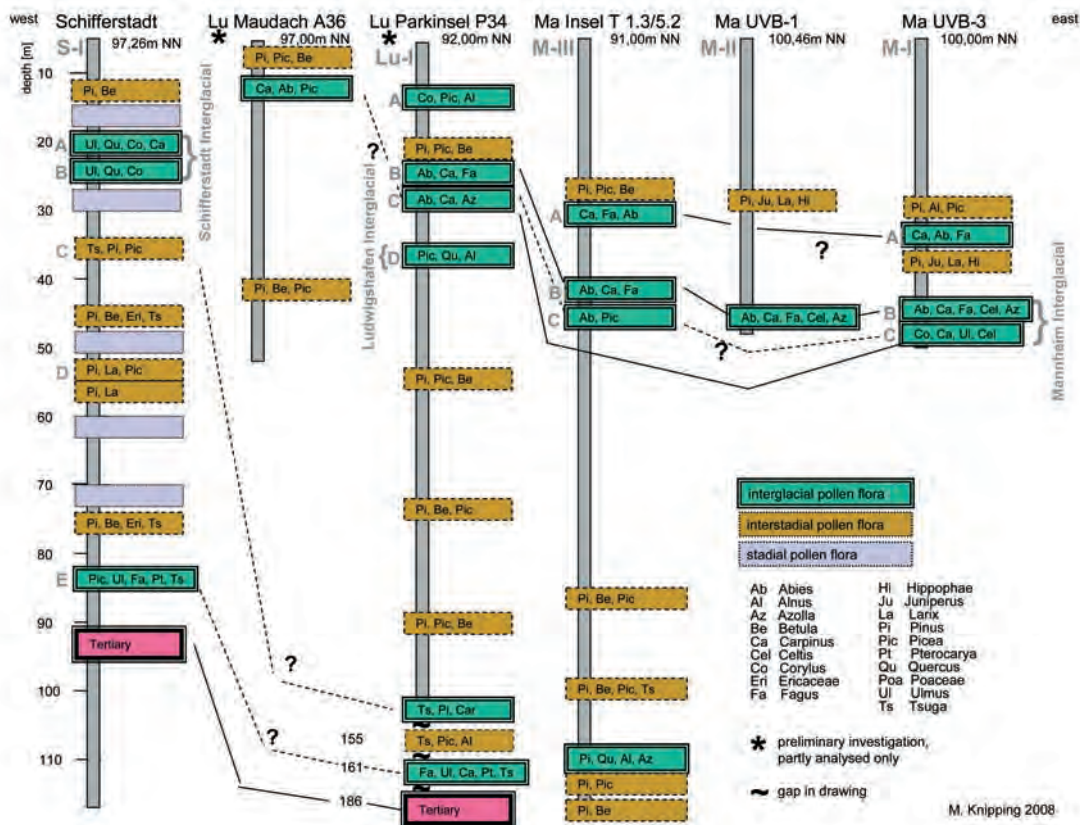 west
Schifferstadt
Lu Maudach A36
Lu Parkinsel P34
Ma Insel T 1.3/5.2
Ma UVB-1
Ma UVB-3
east
S-I
97,26m NN
*
97,00m NN
*
92,00m NN
Lu-I
M-III
91,00m NN
M-II
100,46m NN
M-I
100,00m NN
depth [m]
10
20
30
40
50
60
70
80
90
100
110
Pi, Be
A
Ul, Qu, Co, Ca
B
Ul, Qu, Co
}
Schifferstadt Interglacial
C
Ts, Pi, Pic
Pi, Be, Eri, Ts
D
Pi, La, Pic
Pi, La
Pi, Be, Eri, Ts
E
Pic, Ul, Fa, Pt, Ts
Tertiary
Pi, Pic, Be
Ca, Ab, Pic
Pi, Be, Pic
?
?
?
155
161
186
A
Co, Pic, Al
Pi, Pic, Be
B
Ab, Ca, Fa
C
Ab, Ca, Az
{
D
Pic, Qu, Al
Ludwigshafen Interglacial
Pi, Pic, Be
Pi, Be, Pic
Pi, Pic, Be
Ts, Pi, Car
~
Ts, Pic, Al
~
Fa, Ul, Ca, Pt, Ts
~
Tertiary
Pi, Pic, Be
A
Ca, Fa, Ab
B
Ab, Ca, Fa
C
Ab, Pic
Pi, Be, Pic
Pi, Be, Pic, Ts
Pi, Qu, Al, Az
Pi, Pic
Pi, Be
Pi, Ju, La, Hi
?
Ab, Ca, Fa, Cel, Az
?
Pi, Al, Pic
A
Ca, Ab, Fa
Pi, Ju, La, Hi
B
Ab, Ca, Fa, Cel, Az
C
Co, Ca, Ul, Cel
}
Mannheim Interglacial
interglacial pollen flora
interstadial pollen flora
stadial pollen flora
Ab Abies
Al Alnus
Az Azolla
Be Betula
Ca Carpinus
Cel Celtis
Co Corylus
Eri Ericaceae
Fa Fagus
Hi Hippophae
Ju Juniperus
La Larix
Pi Pinus
Pic Picea
Pt Pterocarya
Qu Quercus
Poa Poaceae
Ul Ulmus
Ts Tsuga
* preliminary investigation,
partly analysed only
~ gap in drawing
M. Knipping 2008